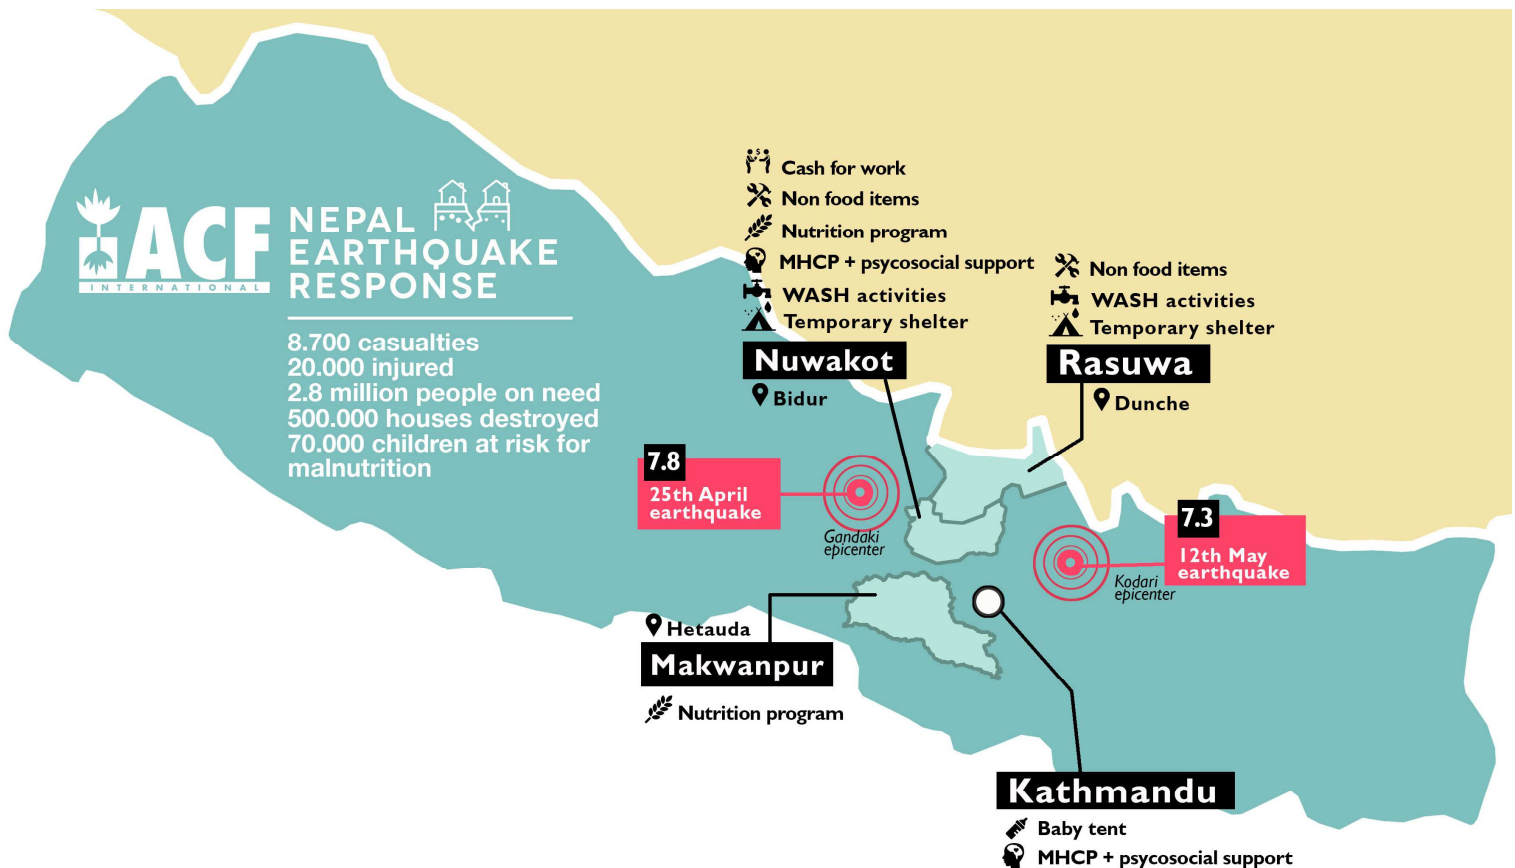 ACF
INTERNATIONAL
NEPAL
EARTHQUAKE
RESPONSE
8.700 casualties
20.000 injured
2.8 million people on need
500.000 houses destroyed
70.000 children at risk for
malnutrition
Cash for work
Non food items
Nutrition program
MHCP + psycosocial support
WASH activities
Temporary shelter
Nuwakot
Bidur
Non food items
WASH activities
Temporary shelter
Rasuwa
Dunche
7.8
25th April
earthquake
Gandaki
epicenter
7.3
12th May
earthquake
Kodari
epicenter
Hetauda
Makwanpur
Nutrition program
Kathmandu
Baby tent
MHCP + psycosocial support